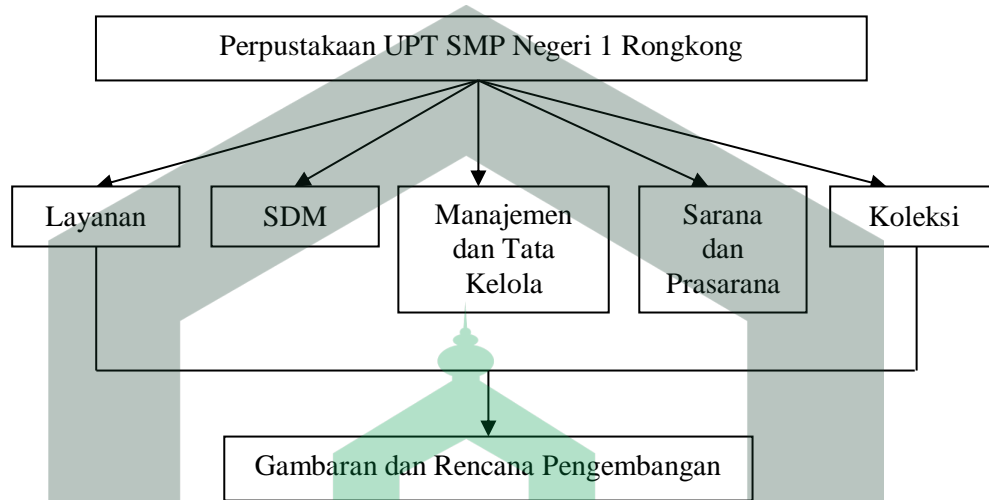 Perpustakaan UPT SMP Negeri 1 Rongkong
Layanan
SDM
Manajemen
dan Tata
Kelola
Sarana
dan
Prasarana
Koleksi
Gambaran dan Rencana Pengembangan